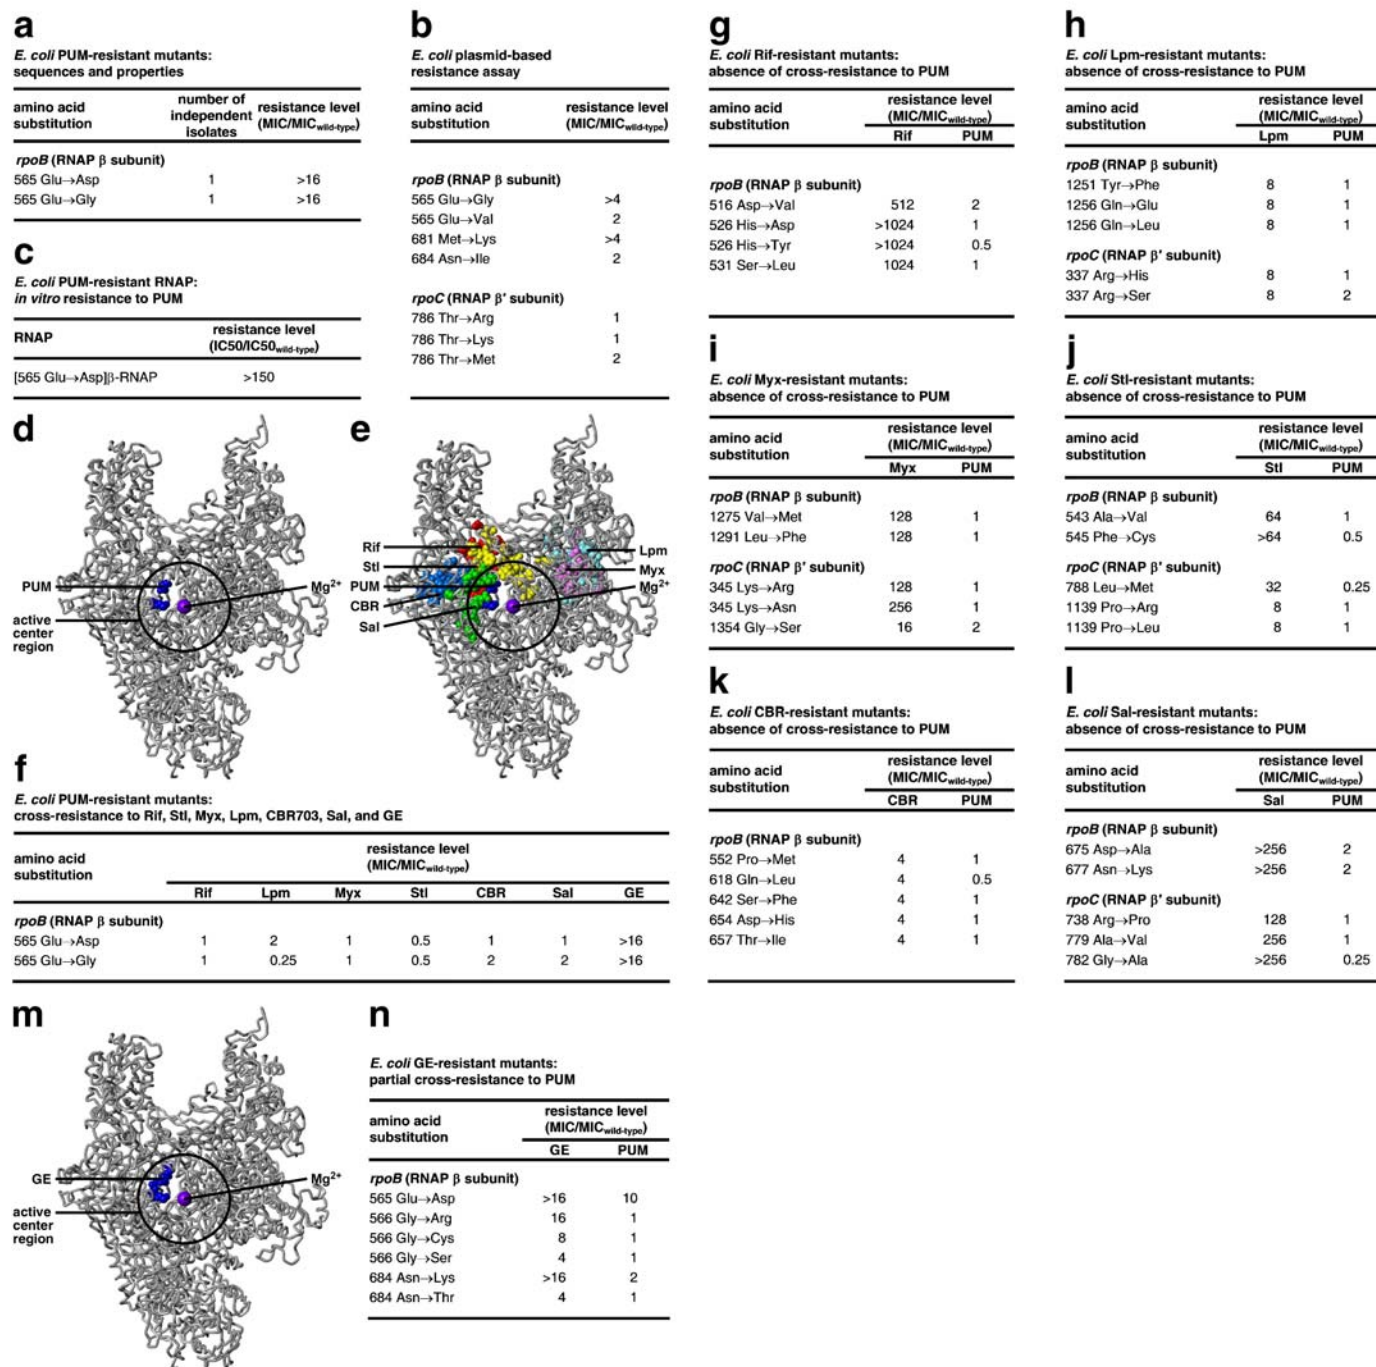 a
E. coli PUM-resistant mutants:
sequences and properties
amino acid substitution number of independent isolates resistance level (MIC/MICwild-type)
rpoB (RNAP β subunit)
565 Glu→Asp 1 >16
565 Glu→Gly 1 >16
b
E. coli plasmid-based
resistance assay
amino acid substitution resistance level (MIC/MICwild-type)
rpoB (RNAP β subunit)
565 Glu→Gly >4
565 Glu→Val 2
681 Met→Lys >4
684 Asn→Ile 2
rpoC (RNAP β' subunit)
786 Thr→Arg 1
786 Thr→Lys 1
786 Thr→Met 2
c
E. coli PUM-resistant RNAP:
in vitro resistance to PUM
RNAP resistance level (IC50/IC50wild-type)
[565 Glu→Asp]β-RNAP >150
d
PUM
Mg2+
active
center
region
e
Rif
Stl
PUM
CBR
Sal
Lpm
Myx
Mg2+
f
E. coli PUM-resistant mutants:
cross-resistance to Rif, Stl, Myx, Lpm, CBR703, Sal, and GE
amino acid substitution resistance level (MIC/MICwild-type)
Rif Lpm Myx Stl CBR Sal GE
rpoB (RNAP β subunit)
565 Glu→Asp 1 2 1 0.5 1 1 >16
565 Glu→Gly 1 0.25 1 0.5 2 2 >16
g
E. coli Rif-resistant mutants:
absence of cross-resistance to PUM
amino acid substitution resistance level (MIC/MICwild-type)
Rif PUM
rpoB (RNAP β subunit)
516 Asp→Val 512 2
526 His→Asp >1024 1
526 His→Tyr >1024 0.5
531 Ser→Leu 1024 1
h
E. coli Lpm-resistant mutants:
absence of cross-resistance to PUM
amino acid substitution resistance level (MIC/MICwild-type)
Lpm PUM
rpoB (RNAP β subunit)
1251 Tyr→Phe 8 1
1256 Gln→Glu 8 1
1256 Gln→Leu 8 1
rpoC (RNAP β' subunit)
337 Arg→His 8 1
337 Arg→Ser 8 2
i
E. coli Myx-resistant mutants:
absence of cross-resistance to PUM
amino acid substitution resistance level (MIC/MICwild-type)
Myx PUM
rpoB (RNAP β subunit)
1275 Val→Met 128 1
1291 Leu→Phe 128 1
rpoC (RNAP β' subunit)
345 Lys→Arg 128 1
345 Lys→Asn 256 1
1354 Gly→Ser 16 2
j
E. coli Stl-resistant mutants:
absence of cross-resistance to PUM
amino acid substitution resistance level (MIC/MICwild-type)
Stl PUM
rpoB (RNAP β subunit)
543 Ala→Val 64 1
545 Phe→Cys >64 0.5
rpoC (RNAP β' subunit)
788 Leu→Met 32 0.25
1139 Pro→Arg 8 1
1139 Pro→Leu 8 1
k
E. coli CBR-resistant mutants:
absence of cross-resistance to PUM
amino acid substitution resistance level (MIC/MICwild-type)
CBR PUM
rpoB (RNAP β subunit)
552 Pro→Met 4 1
618 Gln→Leu 4 0.5
642 Ser→Phe 4 1
654 Asp→His 4 1
657 Thr→Ile 4 1
l
E. coli Sal-resistant mutants:
absence of cross-resistance to PUM
amino acid substitution resistance level (MIC/MICwild-type)
Sal PUM
rpoB (RNAP β subunit)
675 Asp→Ala >256 2
677 Asn→Lys >256 2
rpoC (RNAP β' subunit)
738 Arg→Pro 128 1
779 Ala→Val 256 1
782 Gly→Ala >256 0.25
m
GE
Mg2+
active
center
region
n
E. coli GE-resistant mutants:
partial cross-resistance to PUM
amino acid substitution resistance level (MIC/MICwild-type)
GE PUM
rpoB (RNAP β subunit)
565 Glu→Asp >16 10
566 Gly→Arg 16 1
566 Gly→Cys 8 1
566 Gly→Ser 4 1
684 Asn→Lys >16 2
684 Asn→Thr 4 1